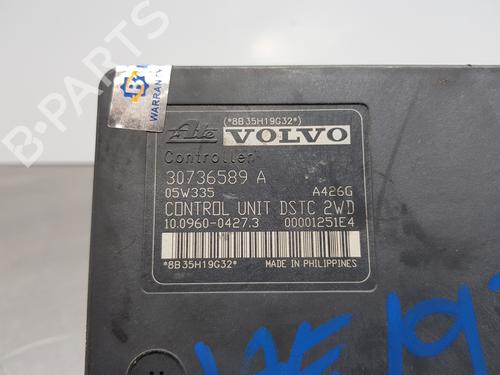 B-PARTS
WARRANTY
(*8B35H19G32*)
Ate VOLVO
Controller
30736589 A
05W335 A426G
CONTROL UNIT DSTC 2WD
10.0960-0427.3 00001251E4
*8B35H19G32* MADE IN PHILIPPINES